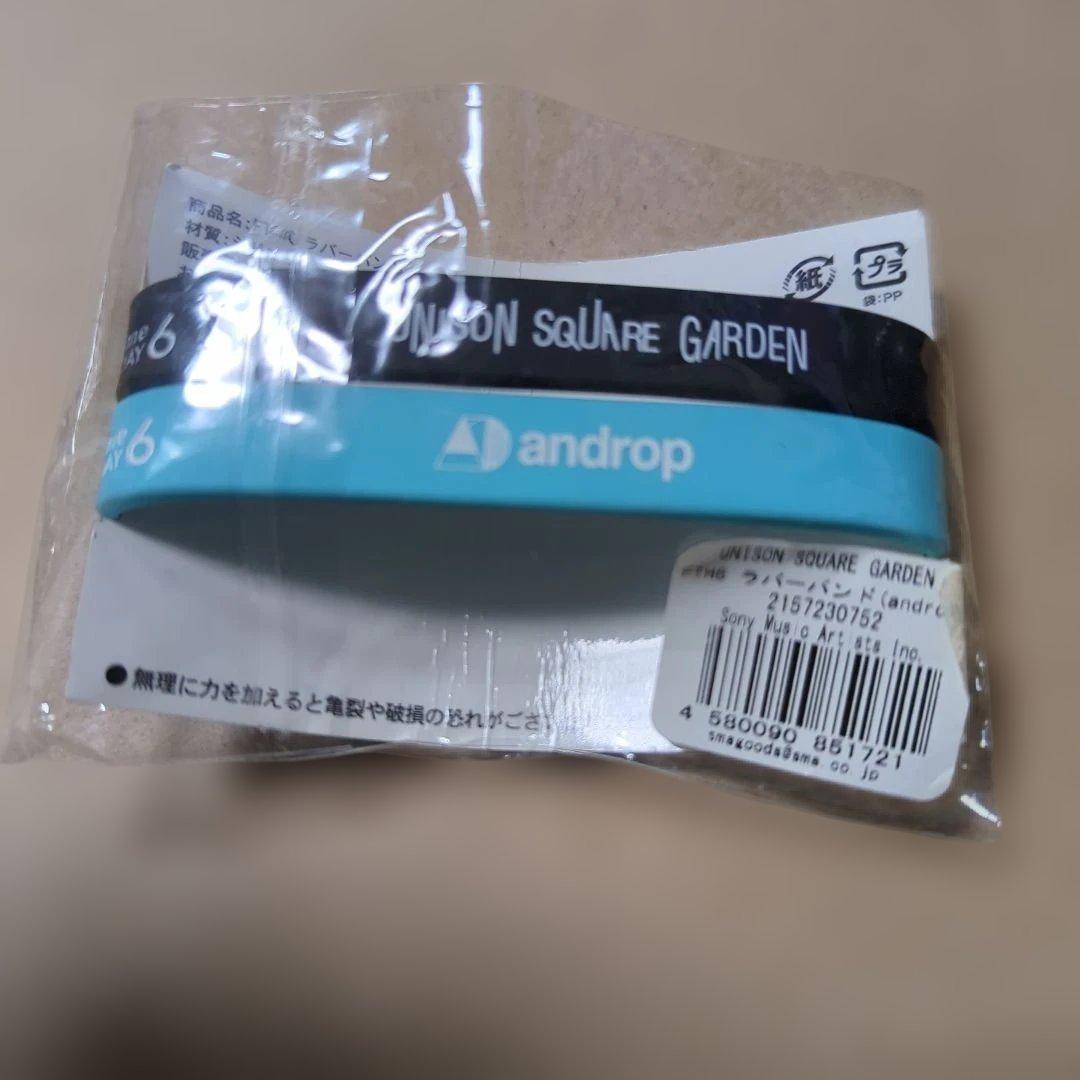 商品名:
ラバー
材質:シ
紙
プラ
袋:PP
6
UNISON SQUARE GARDEN
6
androp
UNISON SQUARE GARDEN
ラバーバンド(andro
2157230752
Sony Music Artists Inc.
4 580090 851721
smagoods@sma.co.jp
●無理に力を加えると亀裂や破損の恐れがござ